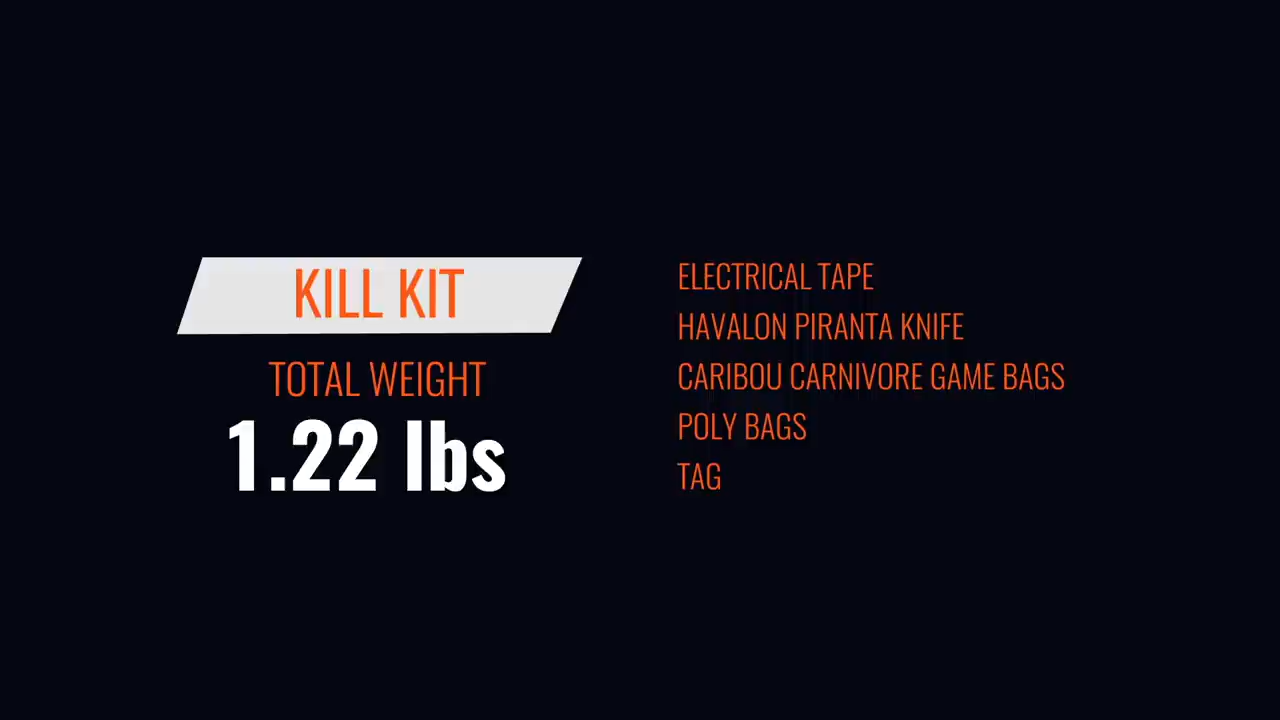 KILL KIT
TOTAL WEIGHT
1.22 lbs
ELECTRICAL TAPE
HAVALON PIRANTA KNIFE
CARIBOU CARNIVORE GAME BAGS
POLY BAGS
TAG